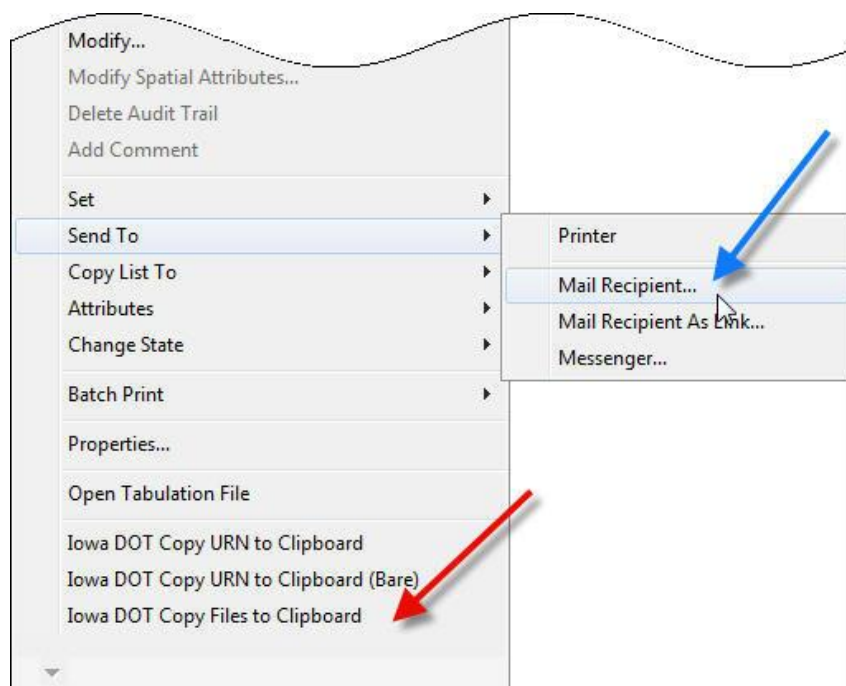 Modify...
Modify Spatial Attributes...
Delete Audit Trail
Add Comment
Set
Send To
Copy List To
Attributes
Change State
Batch Print
Properties...
Open Tabulation File
Iowa DOT Copy URN to Clipboard
Iowa DOT Copy URN to Clipboard (Bare)
Iowa DOT Copy Files to Clipboard
Printer
Mail Recipient...
Mail Recipient As Link...
Messenger...